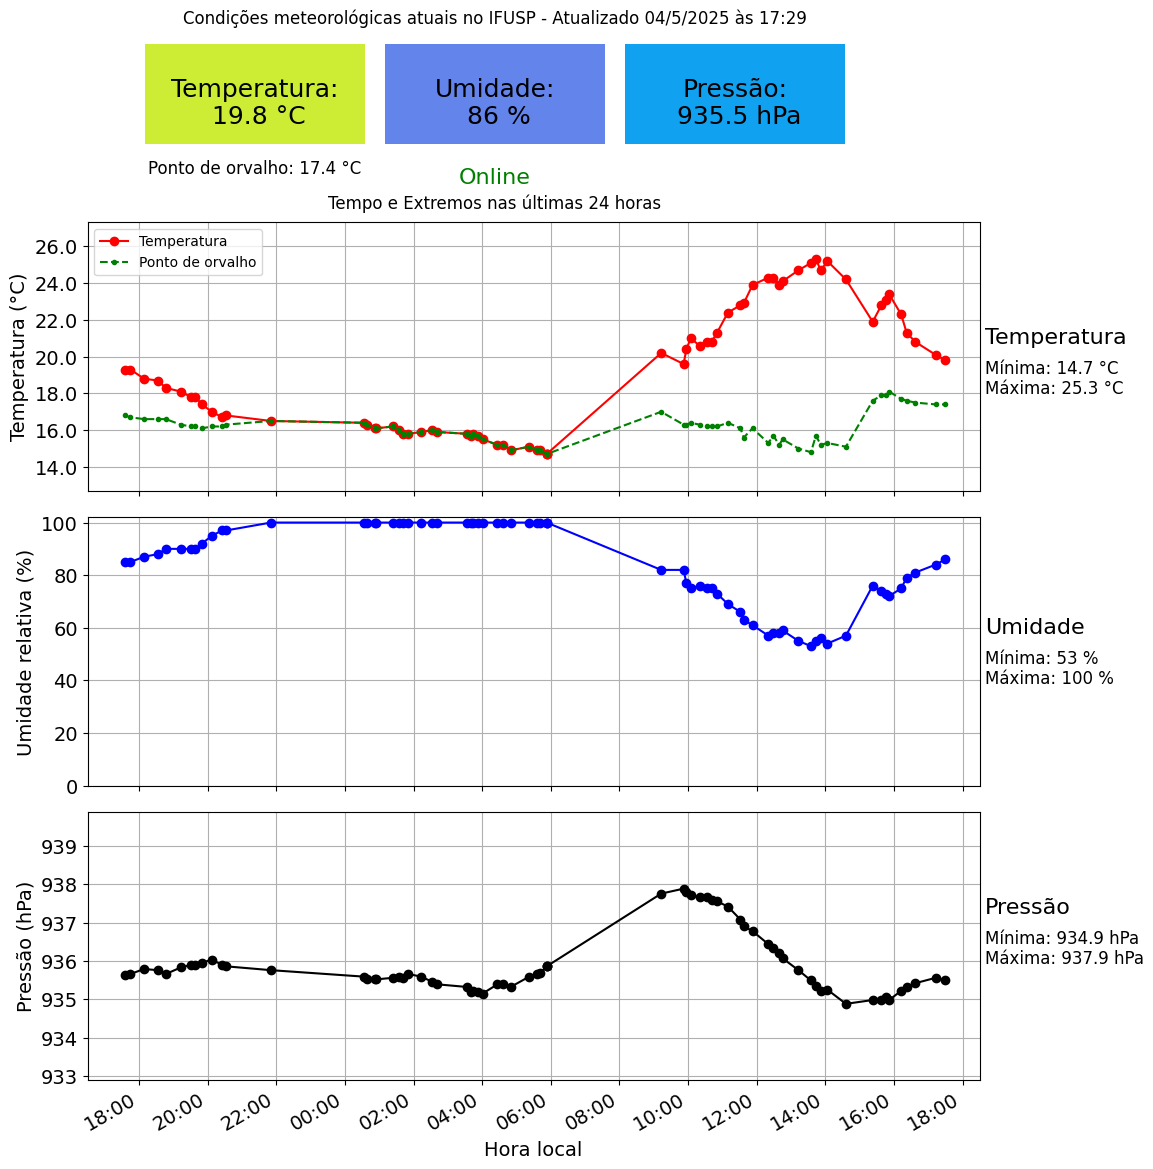 Condições meteorológicas atuais no IFUSP - Atualizado 04/5/2025 às 17:29
Temperatura:
19.8 °C
Umidade:
86 %
Pressão:
935.5 hPa
Ponto de orvalho: 17.4 °C
Online
Tempo e Extremos nas últimas 24 horas
Temperatura
Ponto de orvalho
Temperatura (°C)
26.0
24.0
22.0
20.0
18.0
16.0
14.0
Temperatura
Mínima: 14.7 °C
Máxima: 25.3 °C
Umidade relativa (%)
100
80
60
40
20
0
Umidade
Mínima: 53 %
Máxima: 100 %
Pressão (hPa)
939
938
937
936
935
934
933
Pressão
Mínima: 934.9 hPa
Máxima: 937.9 hPa
18:00 20:00 22:00 00:00 02:00 04:00 06:00 08:00 10:00 12:00 14:00 16:00 18:00
Hora local